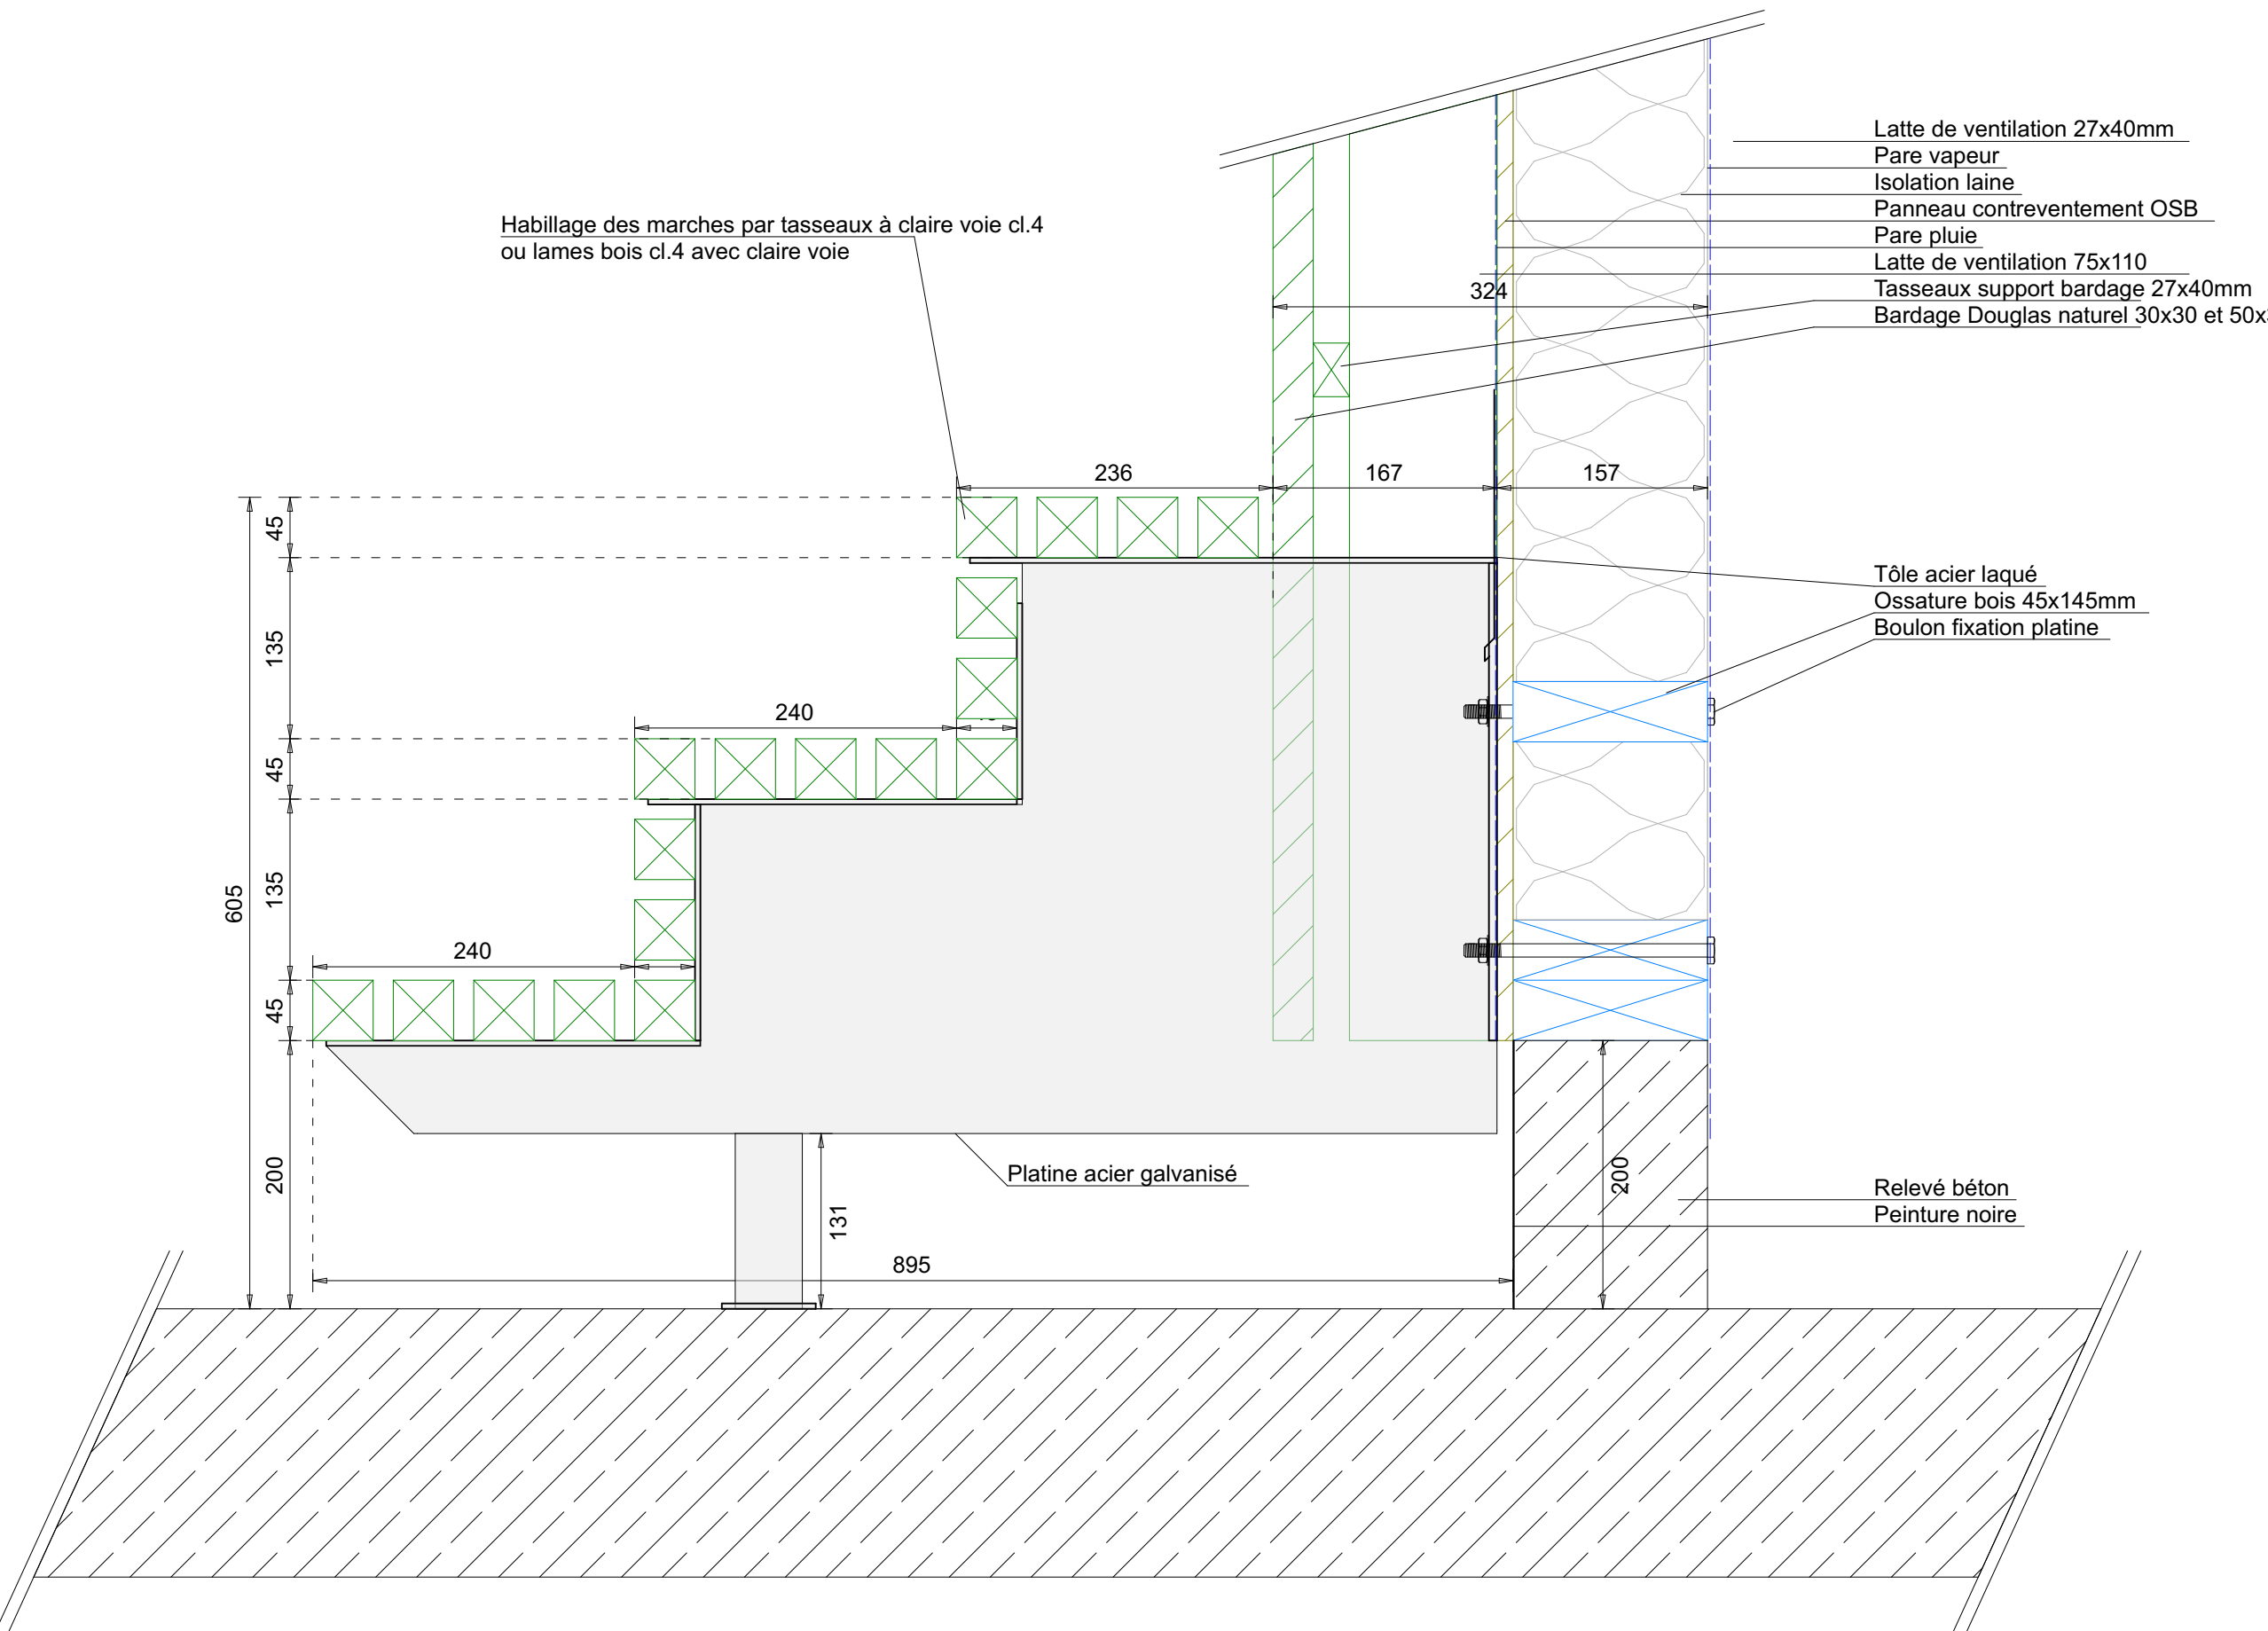 Latte de ventilation 27x40mm
Pare vapeur
Isolation laine
Panneau contreventement OSB
Pare pluie
Latte de ventilation 75x110
Tasseaux support bardage 27x40mm
Bardage Douglas naturel 30x30 et
Habillage des marches par tasseaux à claire voie cl.4
ou lames bois cl.4 avec claire voie
324
236
167
157
45
135
Tôle acier laqué
Ossature bois 45x145mm
Boulon fixation platine
240
45
135
605
240
45
200
Platine acier galvanisé
131
200
Relevé béton
Peinture noire
895